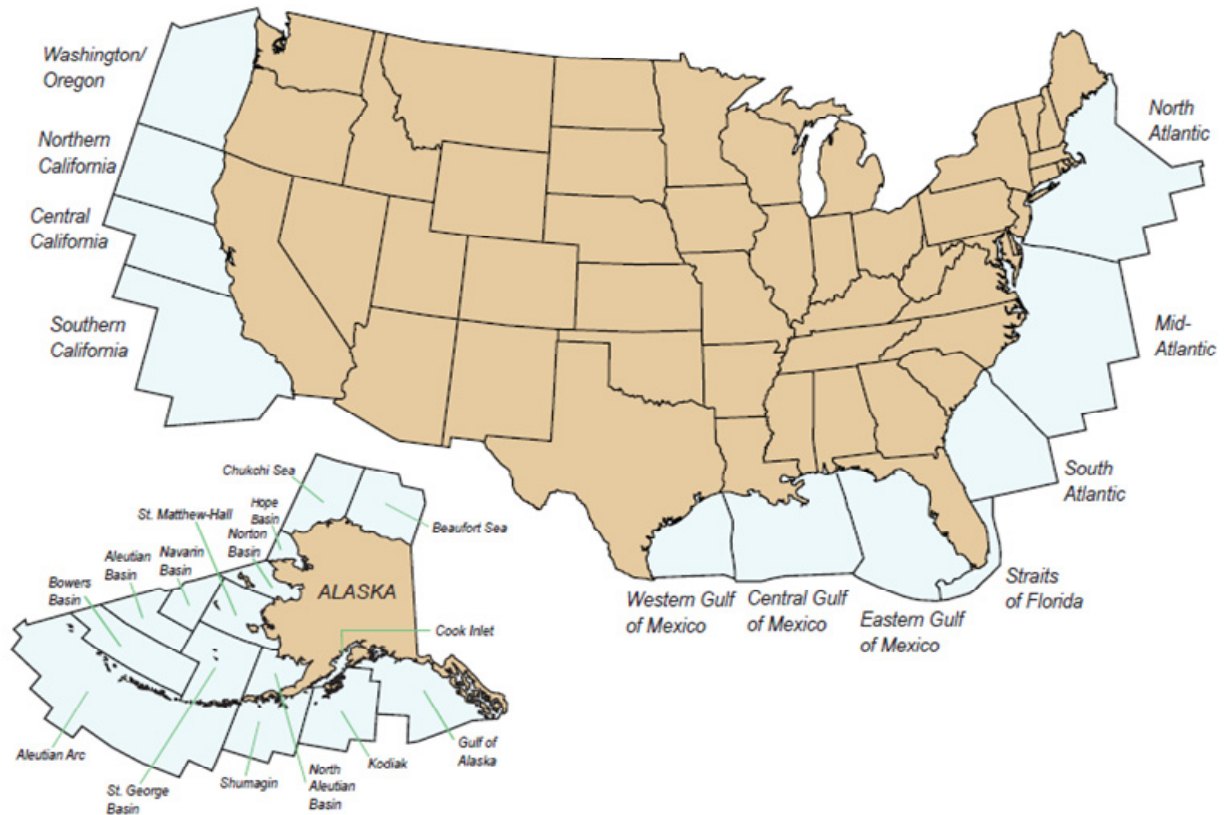 Washington/
Oregon
Northern
California
Central
California
Southern
California
North
Atlantic
Mid-
Atlantic
South
Atlantic
Straits
of Florida
Western Gulf
of Mexico
Central Gulf
of Mexico
Eastern Gulf
of Mexico
Chukchi Sea
Beaufort Sea
Hope
Basin
St. Matthew-Hall
Norton
Basin
Navarin
Basin
Aleutian
Basin
Bowers
Basin
ALASKA
Cook Inlet
Aleutian Arc
St. George
Basin
Shumagin
North
Aleutian
Basin
Kodiak
Gulf of
Alaska